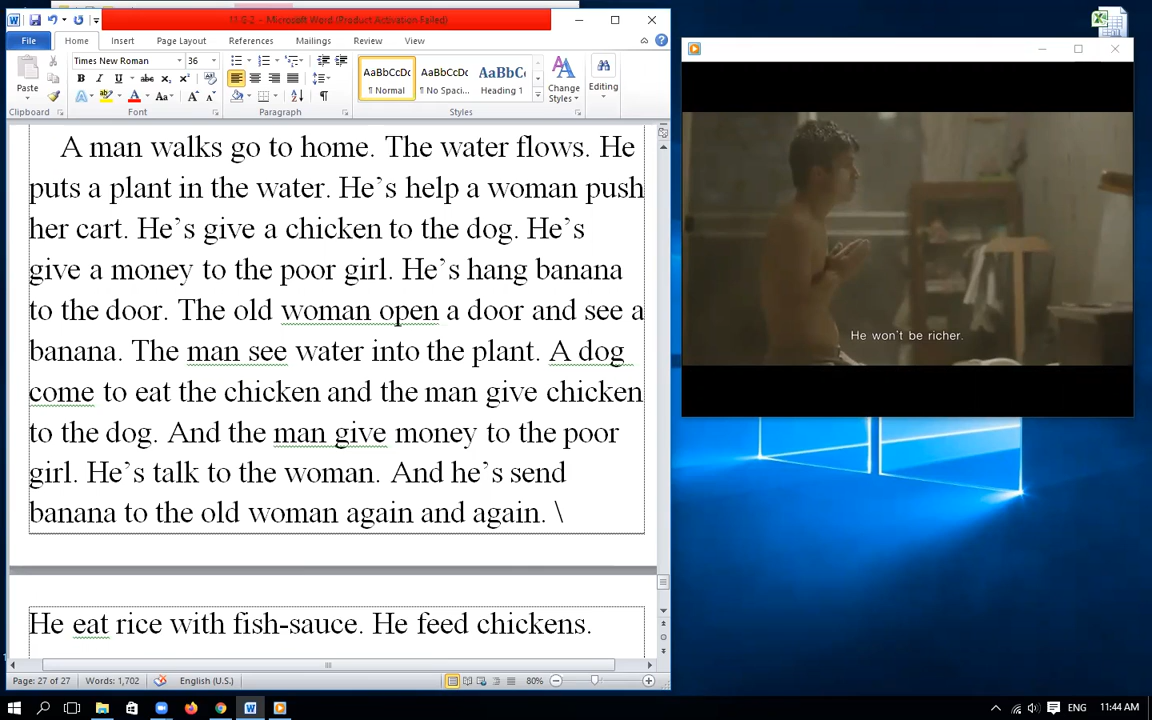 11-5-2 - Microsoft Word (Product Activation Failed)
File Home Insert Page Layout References Mailings Review View
Times New Roman 36
AaBbCcDc AaBbCcDc AaBbC
Paste
¶ Normal ¶ No Spaci... Heading 1
Change Styles
Editing
Clipboard Font Paragraph Styles
A man walks go to home. The water flows. He
puts a plant in the water. He’s help a woman push
her cart. He’s give a chicken to the dog. He’s
give a money to the poor girl. He’s hang banana
to the door. The old woman open a door and see a
banana. The man see water into the plant. A dog
come to eat the chicken and the man give chicken
to the dog. And the man give money to the poor
girl. He’s talk to the woman. And he’s send
banana to the old woman again and again. \
He eat rice with fish-sauce. He feed chickens.
He won't be richer.
Page: 27 of 27 Words: 1,702 English (U.S.) 80%
ENG 11:44 AM